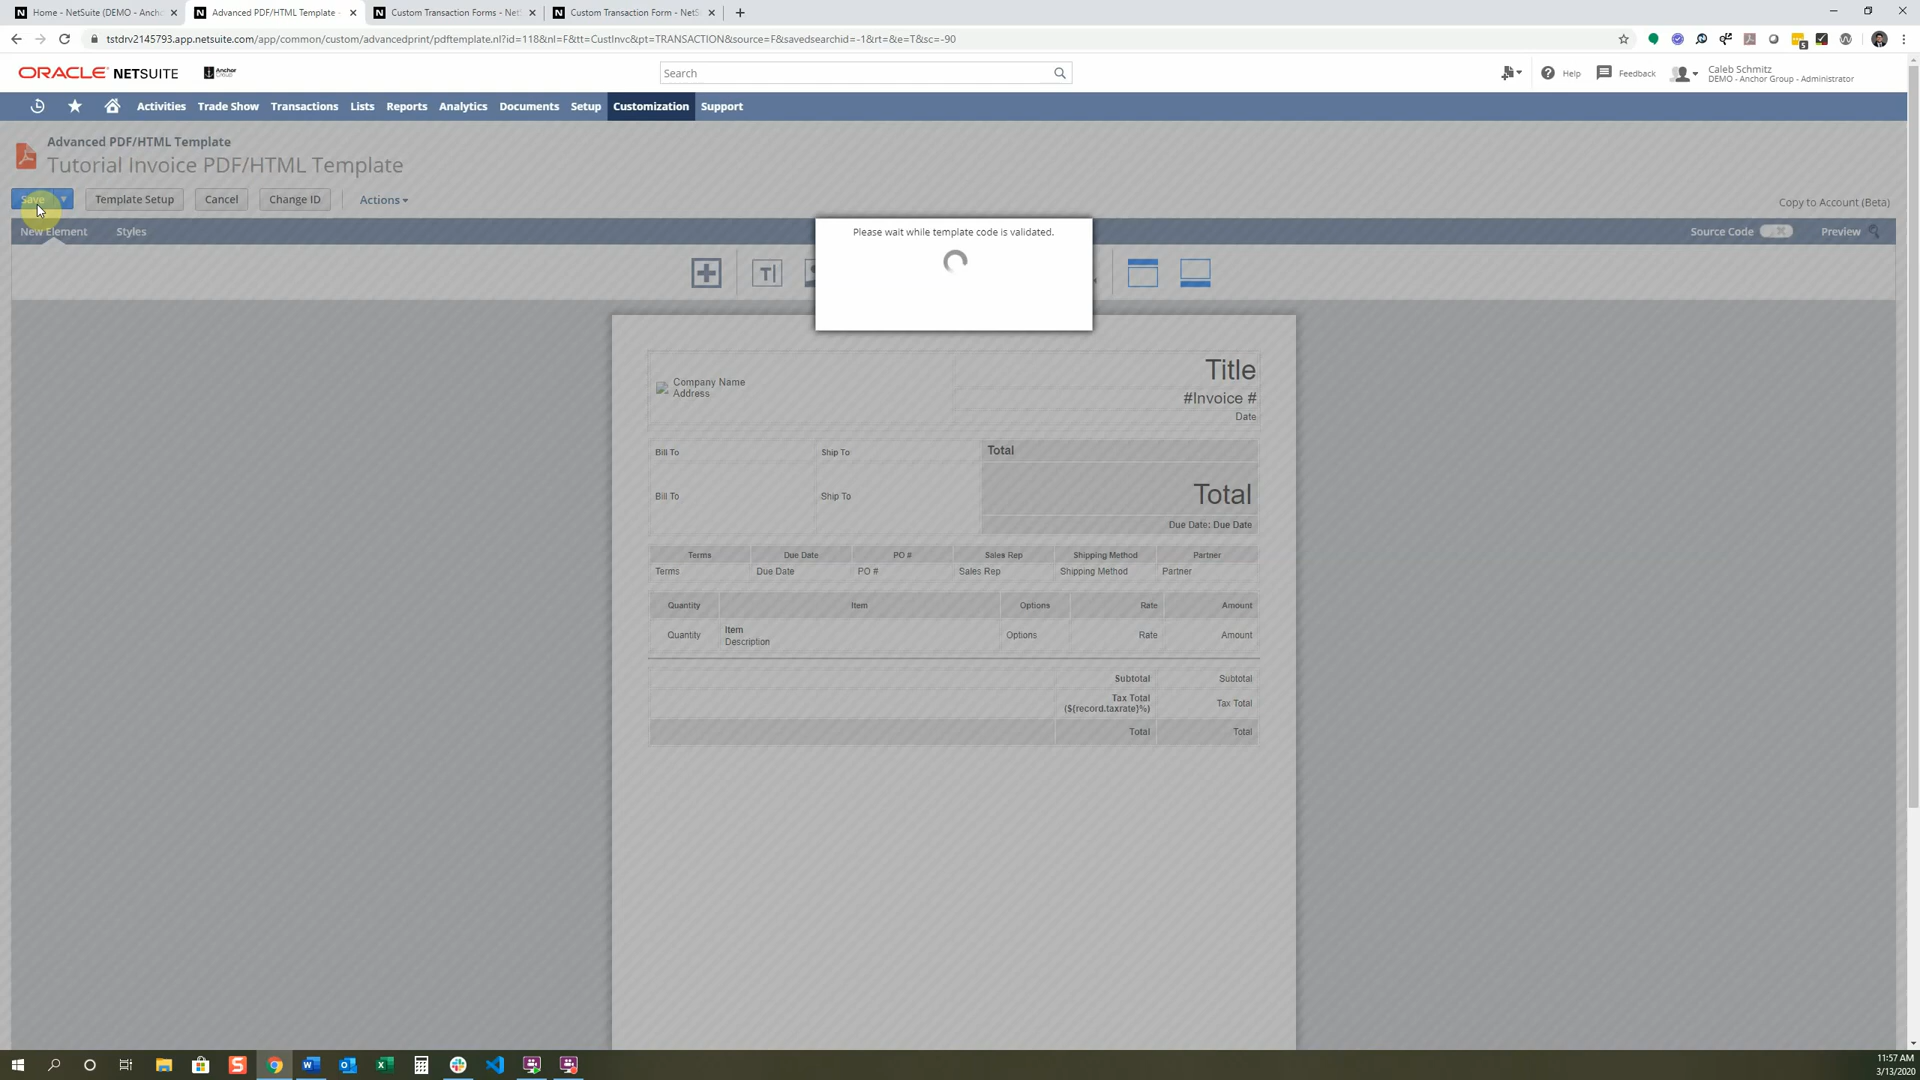 Home - NetSuite (DEMO - Ancho
Advanced PDF/HTML Template -
Custom Transaction Forms - NetS
Custom Transaction Form - NetS
tstdrv2145793.app.netsuite.com/app/common/custom/advancedprint/pdftemplate.nl?id=118&nl=F&tt=CustInvc&pt=TRANSACTION&source=F&savedsearchid=-1&rt=&e=T&sc=-90
ORACLE NETSUITE
Anchor
Search
Help
Feedback
Caleb Schmitz
DEMO - Anchor Group - Administrator
Activities Trade Show Transactions Lists Reports Analytics Documents Setup Customization Support
Advanced PDF/HTML Template
Tutorial Invoice PDF/HTML Template
Save Template Setup Cancel Change ID Actions
Copy to Account (Beta)
New Element Styles
Source Code Preview
Please wait while template code is validated.
Company Name
Address
Title
#Invoice #
Date
Bill To Ship To Total
Bill To Ship To Total
Due Date: Due Date
Terms Due Date PO # Sales Rep Shipping Method Partner
Terms Due Date PO # Sales Rep Shipping Method Partner
Quantity Item Options Rate Amount
Quantity Item Options Rate Amount
Description
Subtotal Subtotal
Tax Total
(${record.taxrate}%) Tax Total
Total Total
11:57 AM
3/13/2020